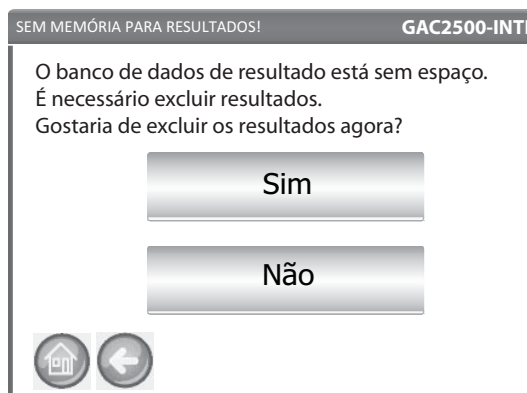 SEM MEMÓRIA PARA RESULTADOS! GAC2500-INTL
O banco de dados de resultado está sem espaço.
É necessário excluir resultados.
Gostaria de excluir os resultados agora?
Sim
Não